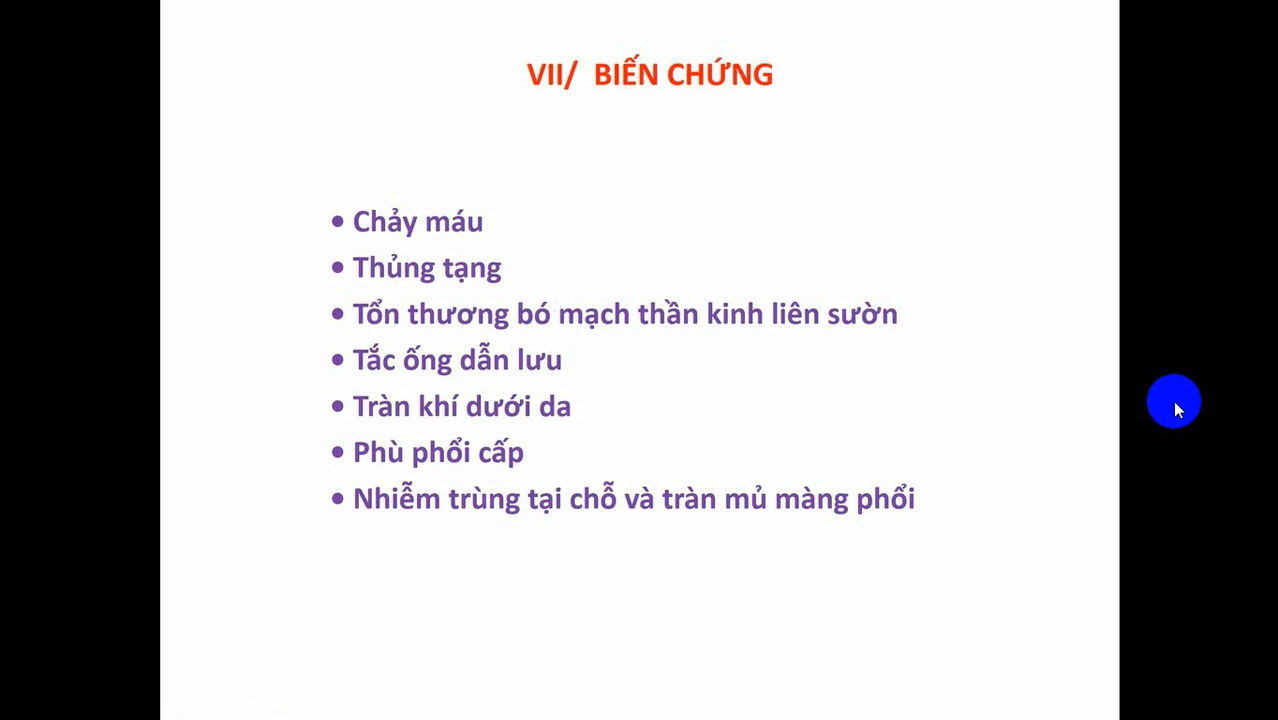 VII/ BIẾN CHỨNG
• Chảy máu
• Thủng tạng
• Tổn thương bó mạch thần kinh liên sườn
• Tắc ống dẫn lưu
• Tràn khí dưới da
• Phù phổi cấp
• Nhiễm trùng tại chỗ và tràn mủ màng phổi